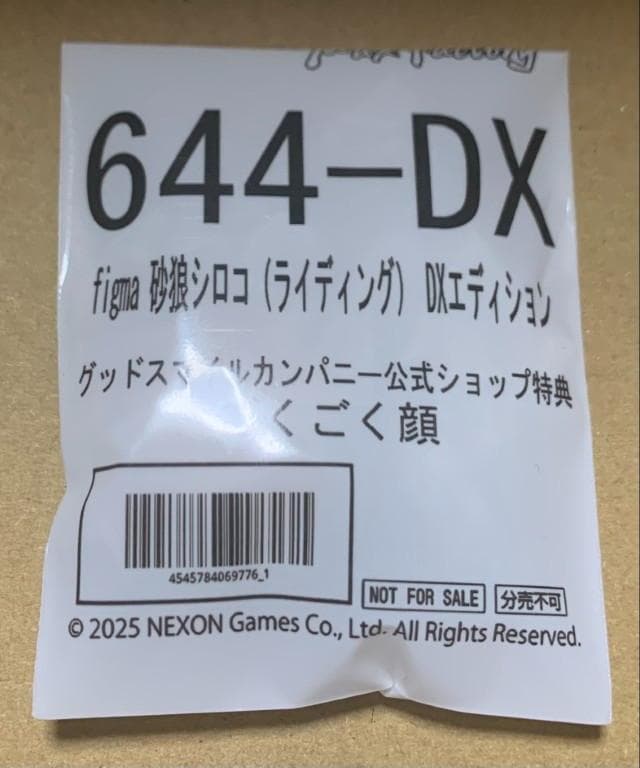 644-DX
figma 砂狼シロコ (ライディング) DXエディション
グッドスマイルカンパニー公式ショップ特典
くごく顔
4545784069776_1
NOT FOR SALE
分売不可
© 2025 NEXON Games Co., Ltd. All Rights Reserved.